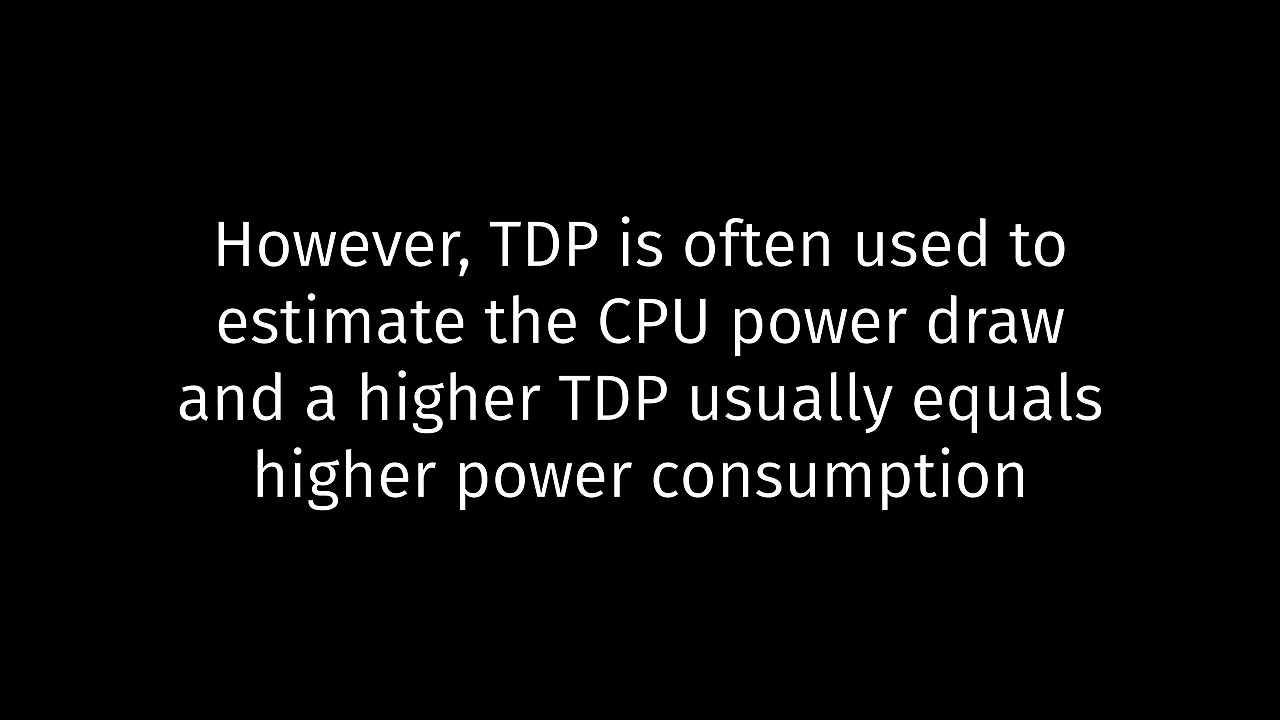 However, TDP is often used to
estimate the CPU power draw
and a higher TDP usually equals
higher power consumption